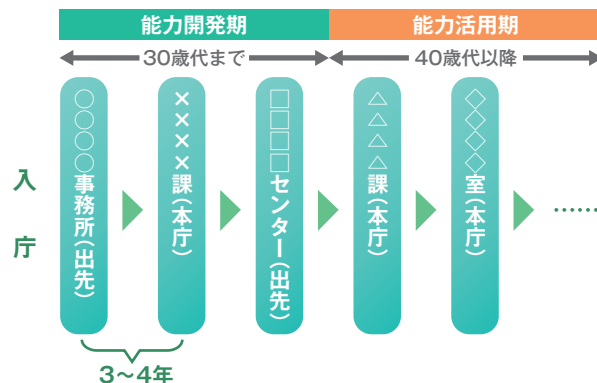 能力開発期
能力活用期
30歳代まで
40歳代以降
入庁
○○○○事務所(出先)
××××課(本庁)
□□□□センター(出先)
△△△△課(本庁)
◇◇◇◇室(本庁)
……
3〜4年